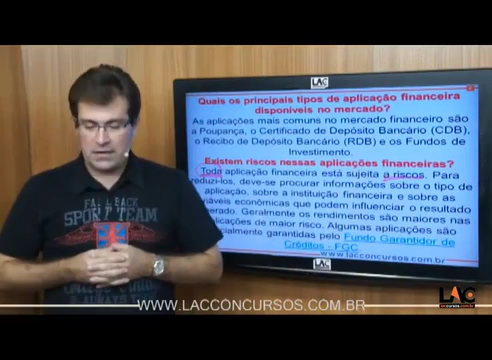 LAC
Quais os principais tipos de aplicação financeira
disponíveis no mercado?
As aplicações mais comuns no mercado financeiro são
a Poupança, o Certificado de Depósito Bancário (CDB),
o Recibo de Depósito Bancário (RDB) e os Fundos de
Investimento.
Existem riscos nessas aplicações financeiras?
Toda aplicação financeira está sujeita a riscos. Para
reduzi-los, deve-se procurar informações sobre o tipo de
aplicação, sobre a instituição financeira e sobre as
econômicas que podem influenciar o resultado
Geralmente os rendimentos são maiores nas
de maior risco. Algumas aplicações são
garantidas pelo Fundo Garantidor de
Créditos - FGC.
www.lacconcursos.com.br
LAC
FALL BACK
SPORT TEAM
WWW.LACCONCURSOS.COM.BR
LAC